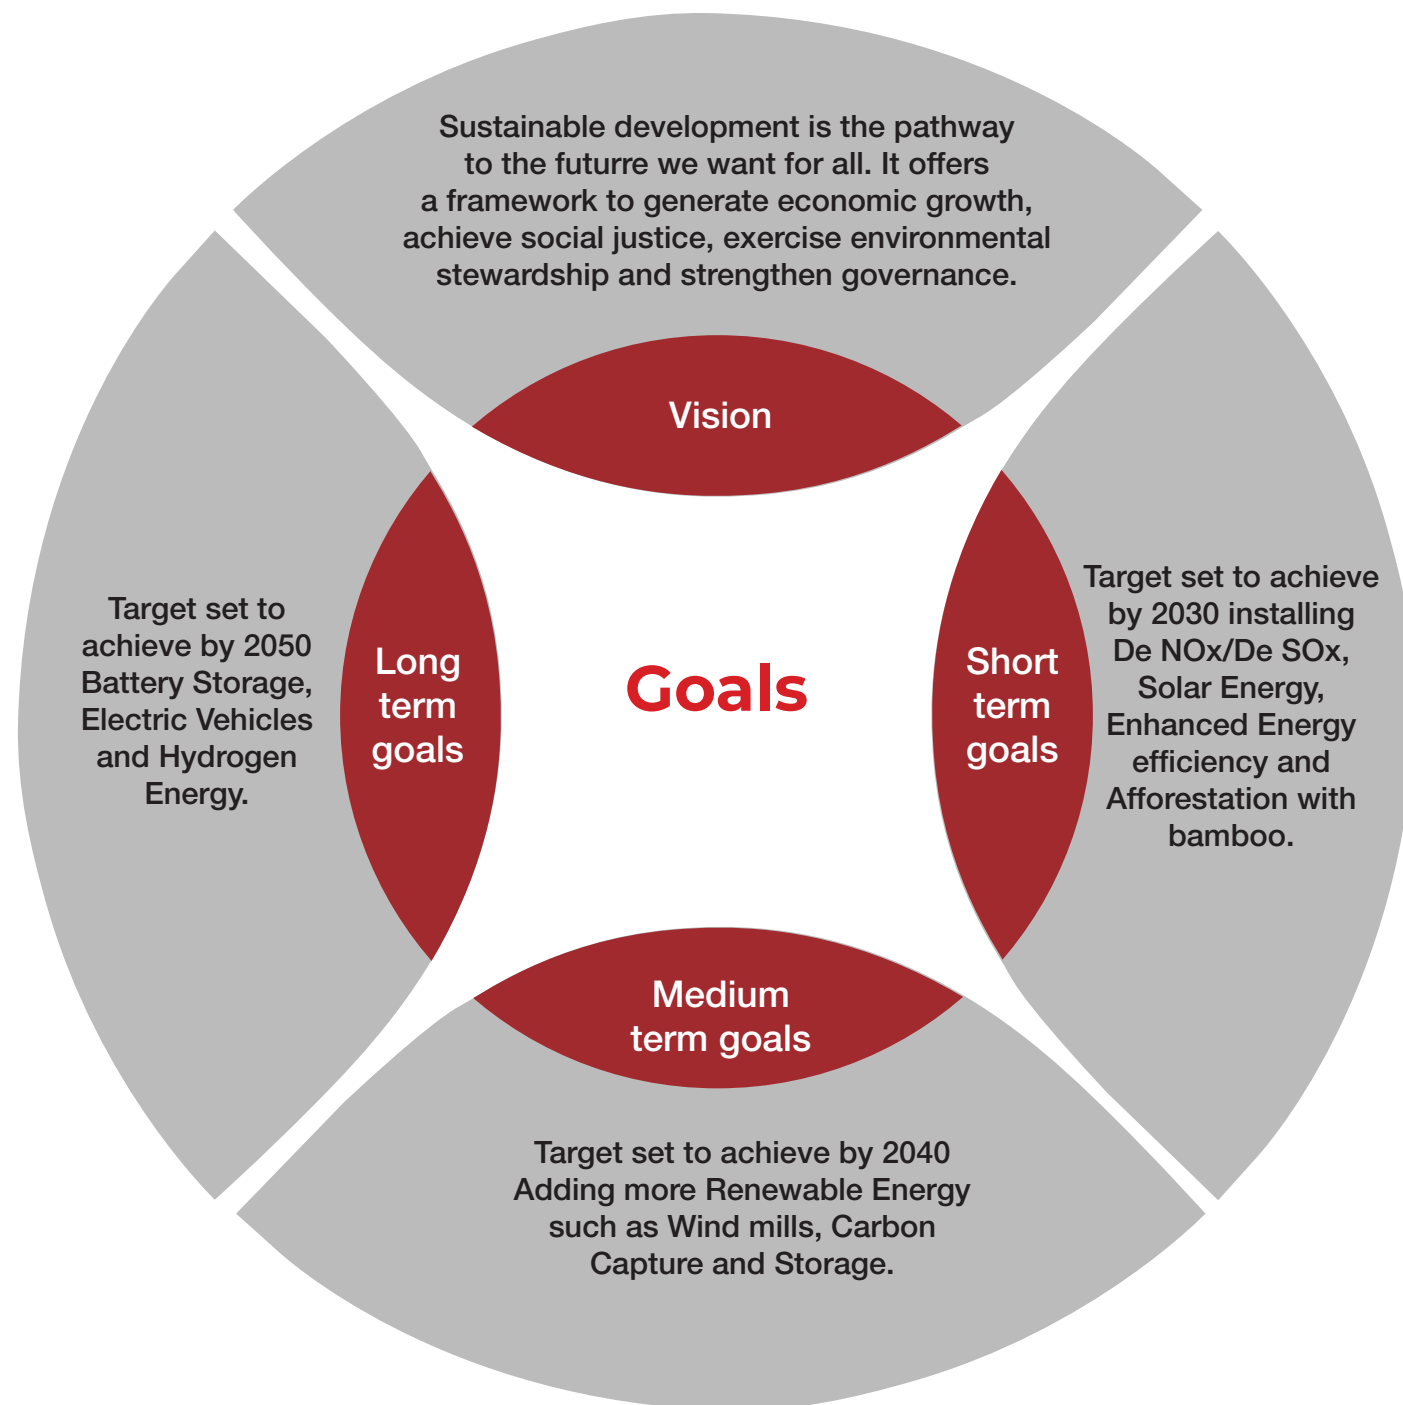 Sustainable development is the pathway
to the futurre we want for all. It offers
a framework to generate economic growth,
achieve social justice, exercise environmental
stewardship and strengthen governance.
Vision
Target set to
achieve by 2050
Battery Storage,
Electric Vehicles
and Hydrogen
Energy.
Long
term
goals
Goals
Short
term
goals
Target set to achieve
by 2030 installing
De NOx/De SOx,
Solar Energy,
Enhanced Energy
efficiency and
Afforestation with
bamboo.
Medium
term goals
Target set to achieve by 2040
Adding more Renewable Energy
such as Wind mills, Carbon
Capture and Storage.